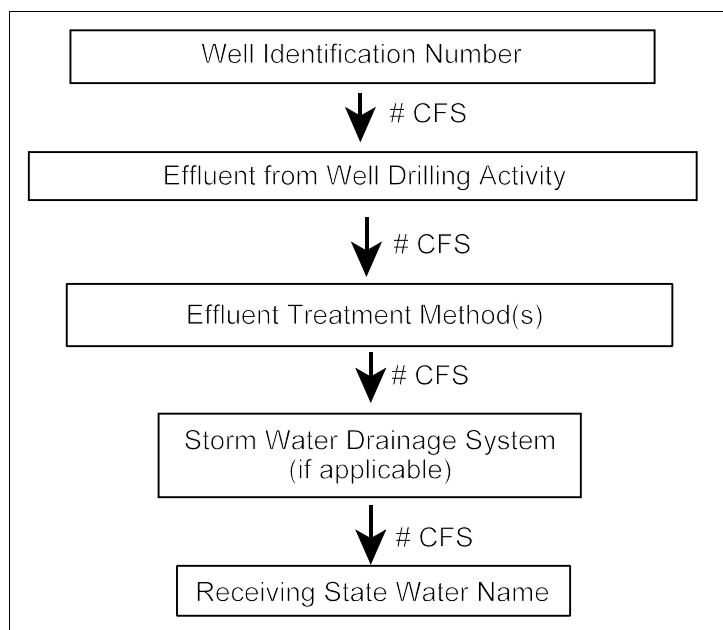 Well Identification Number
# CFS
Effluent from Well Drilling Activity
# CFS
Effluent Treatment Method(s)
# CFS
Storm Water Drainage System
(if applicable)
# CFS
Receiving State Water Name